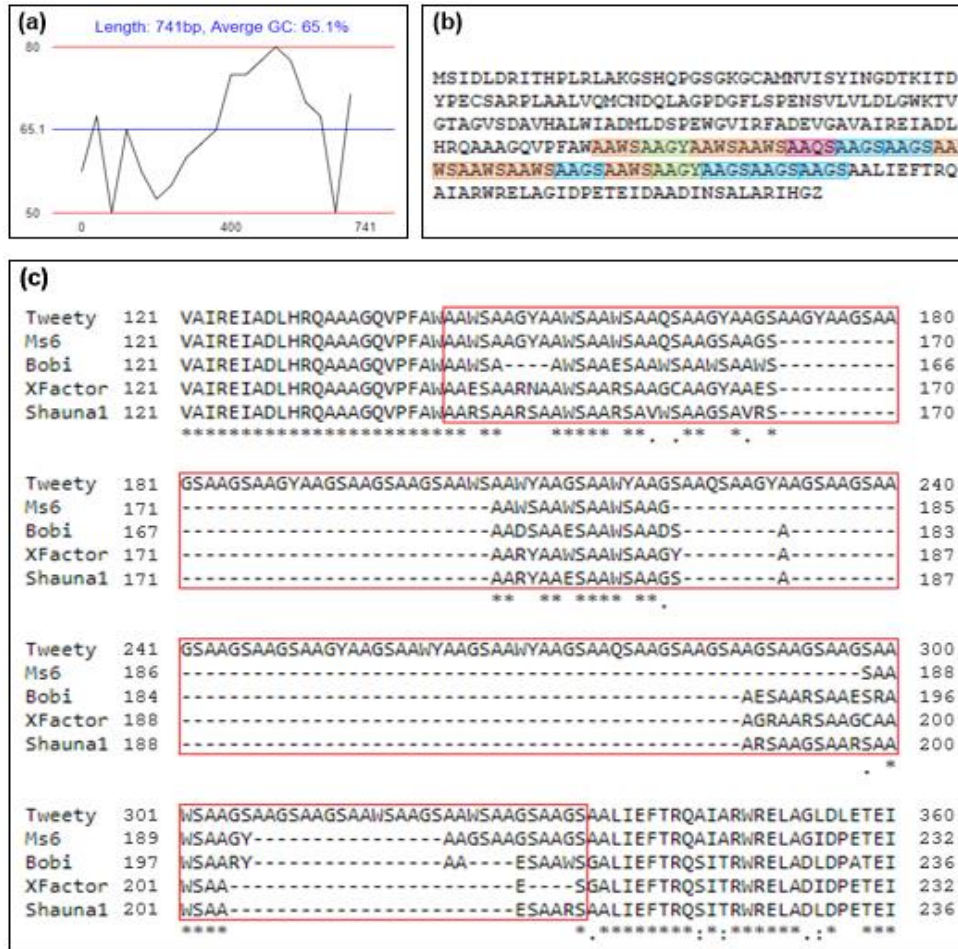 (a)
Length: 741bp, Averge GC: 65.1%
80
65.1
50
0 400 741
(b)
MSIDLDRITHPLRLAKGSHQPGSGKGCAMNVISYINGDTKITD
YPECSARPLAALVQMCNDQLAGPDGFLSPENSVLVLDLGWKTV
GTAGVSDAVHALWIADMLDSPEWGVIRFADEVGAVAIREIADL
HRQAAAGQVPFAWAAWSAAGYAAWSAAWSAAQSAAGSAAGSAA
WSAAWSAAWSAAGSAAWSAAGYAAGSAAGSAAGSAALIEFTRQ
AIARWRELAGIDPETEIDAADINSALARIHGZ
(c)
Tweety 121 VAIREIADLHRQAAAGQVPFAWAAWSAAGYAAWSAAWSAAQSAAGYAAGSAAGYAAGSAA 180
Ms6 121 VAIREIADLHRQAAAGQVPFAWAAWSAAGYAAWSAAWSAAQSAAGSAAGS---------- 170
Bobi 121 VAIREIADLHRQAAAGQVPFAWAAWSA----AWSAAESAAWSAAWSAAWS---------- 166
XFactor 121 VAIREIADLHRQAAAGQVPFAWAAESAARNAAWSAARSAAGCAAGYAAES---------- 170
Shauna1 121 VAIREIADLHRQAAAGQVPFAWAARSAARSAAWSAARSAVWSAAGSAVRS---------- 170
************************ ** ***** **. .** *. *
Tweety 181 GSAAGSAAGYAAGSAAGSAAGSAAWSAAWYAAGSAAWYAAGSAAQSAAGYAAGSAAGSAA 240
Ms6 171 --------------------------AAWSAAWSAAWSAAG------------------- 185
Bobi 167 --------------------------AADSAAESAAWSAADS--------A--------- 183
XFactor 171 --------------------------AARYAAWSAAWSAAGY--------A--------- 187
Shauna1 171 --------------------------AARYAAESAAWSAAGS--------A--------- 187
** ** **** **.
Tweety 241 GSAAGSAAGSAAGYAAGSAAWYAAGSAAWYAAGSAAQSAAGSAAGSAAGSAAGSAAGSAA 300
Ms6 186 ---------------------------------------------------------SAA 188
Bobi 184 -----------------------------------------------AESAARSAAESRA 196
XFactor 188 -----------------------------------------------AGRAARSAAGCAA 200
Shauna1 188 -----------------------------------------------ARSAAGSAARSAA 200
. *
Tweety 301 WSAAGSAAGSAAGSAAWSAAGSAAWSAAGSAAGSAALIEFTRQAIARWRELAGLDLETEI 360
Ms6 189 WSAAGY----------------AAGSAAGSAAGSAALIEFTRQAIARWRELAGIDPETEI 232
Bobi 197 WSAARY----------------AA----ESAAWSGALIEFTRQSITRWRELADLDPATEI 236
XFactor 201 WSAA------------------------E----SGALIEFTRQSITRWRELADIDPETEI 232
Shauna1 201 WSAA------------------------ESAARSAALIEFTRQSITRWRELADLDPETEI 236
**** *.********:*:******.:* ***